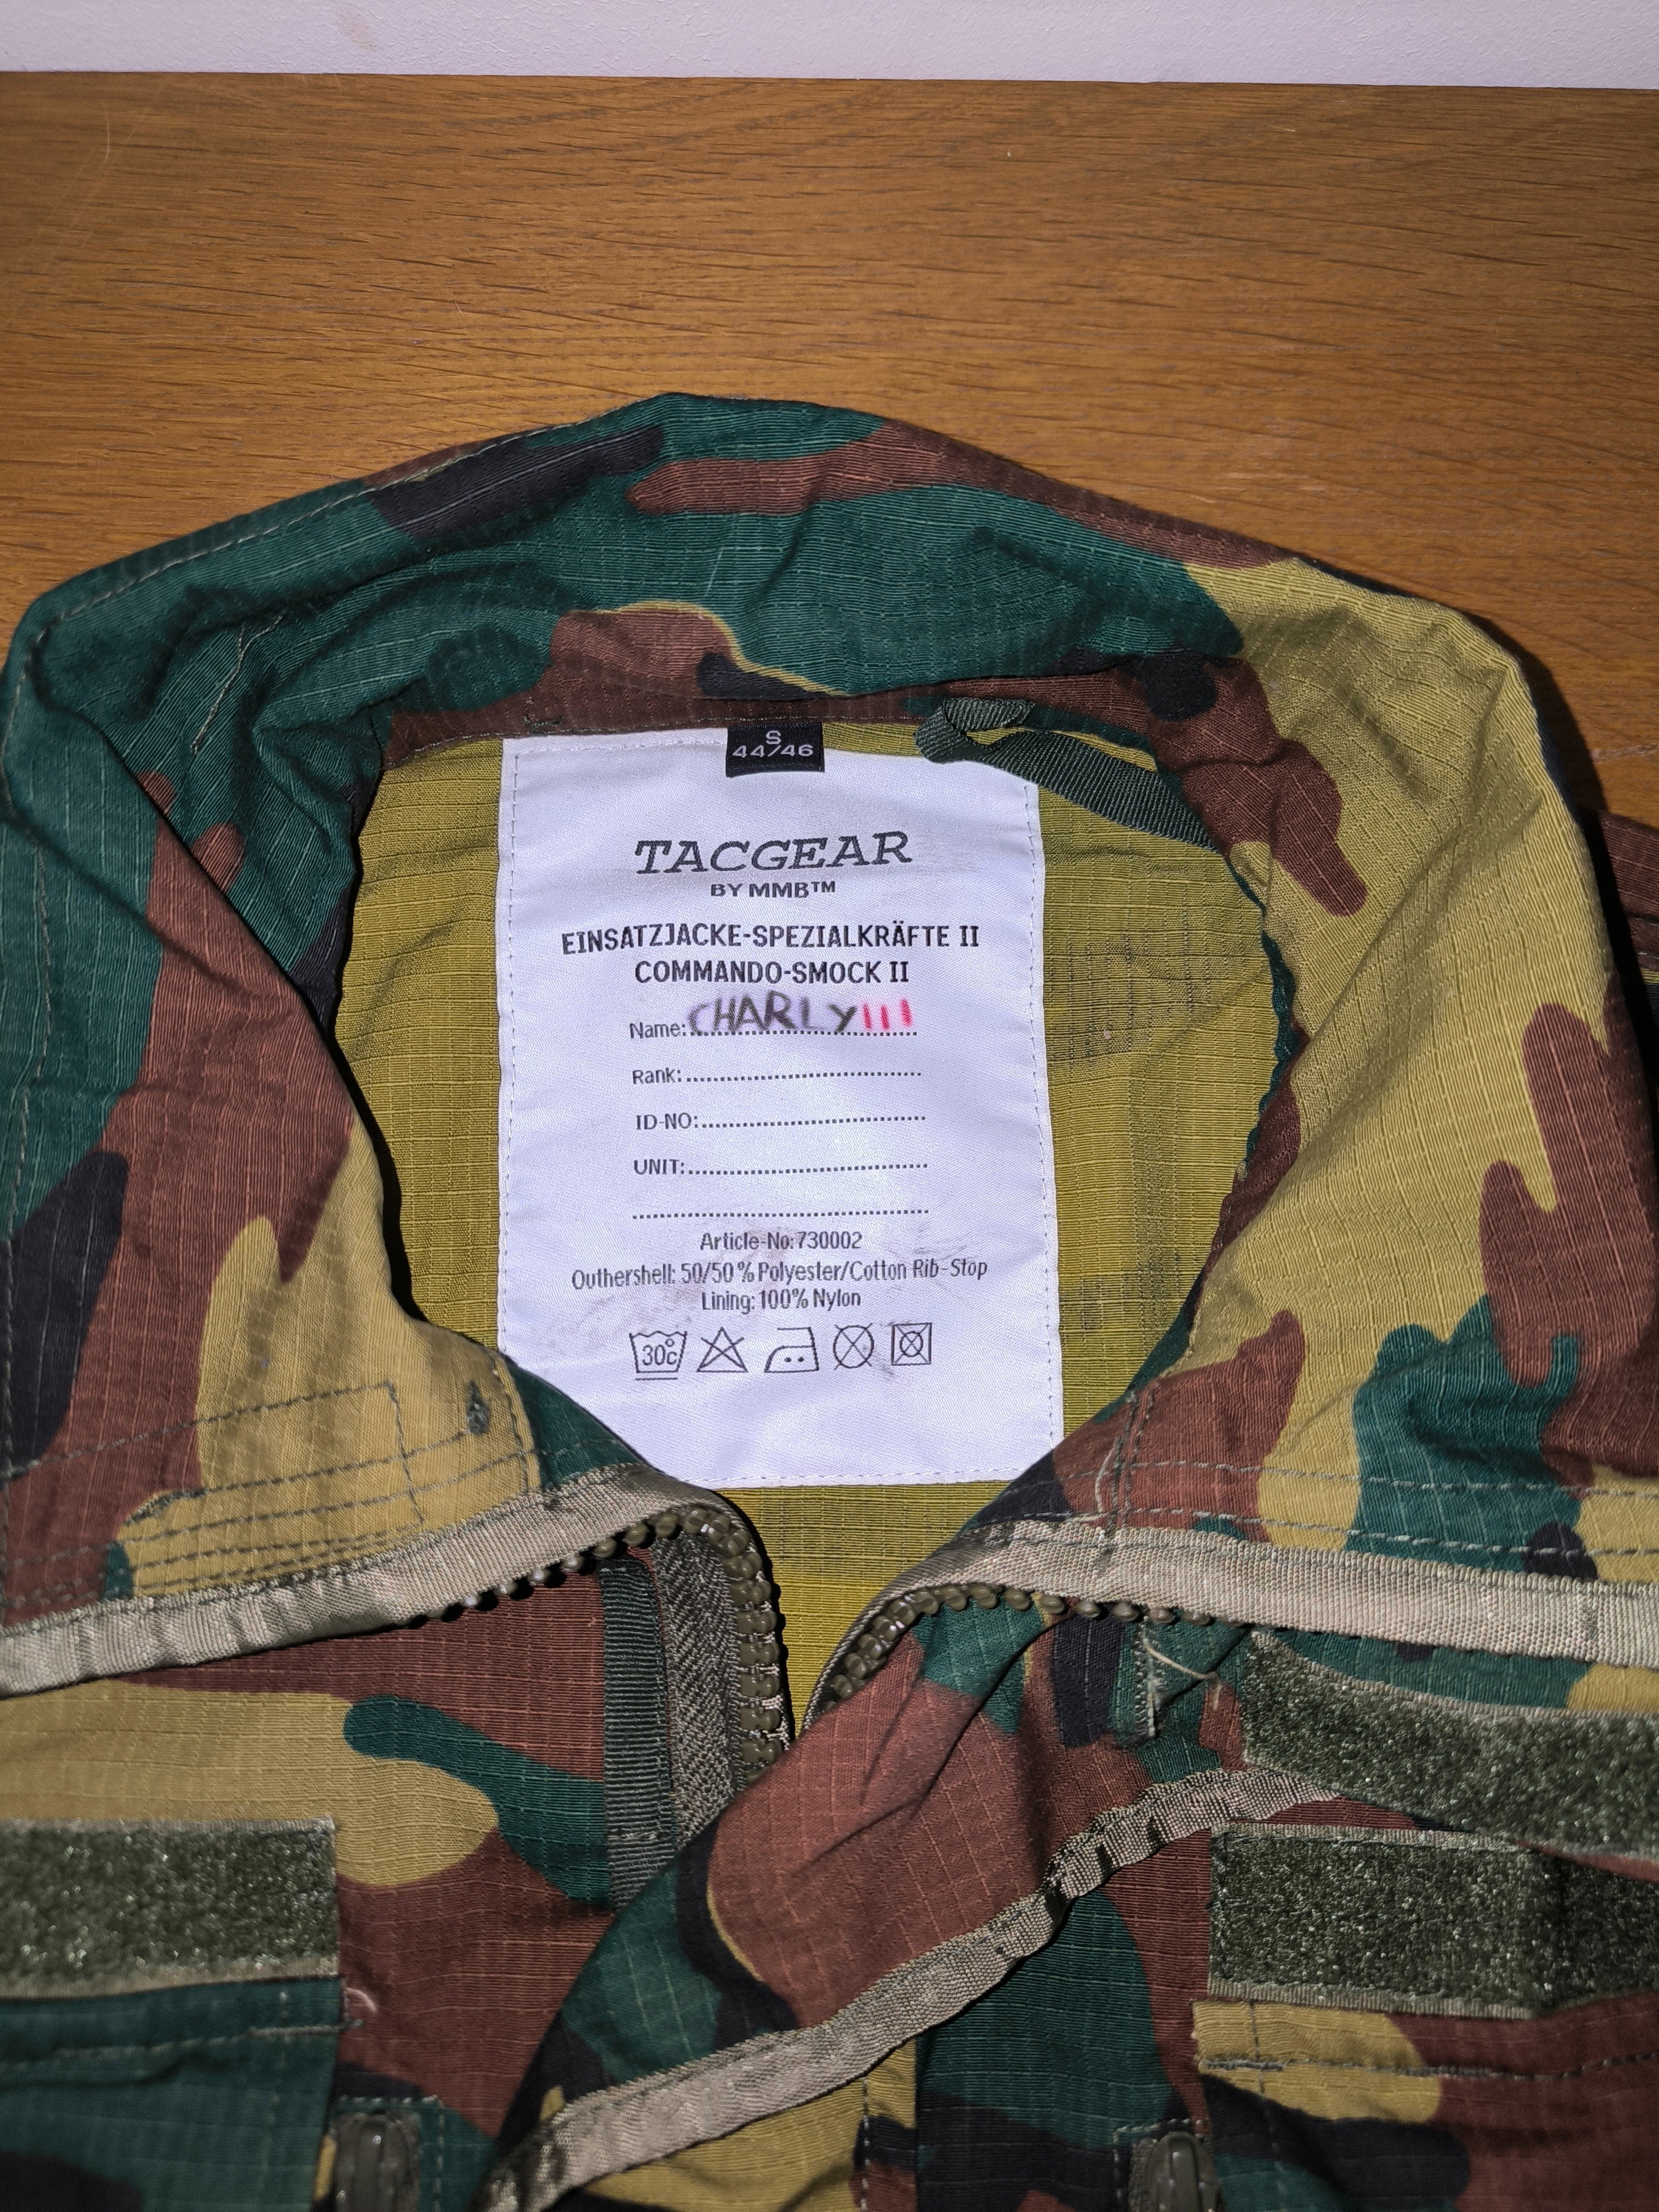 S
44/46
TACGEAR
BY MMB™
EINSATZJACKE-SPEZIALKRÄFTE II
COMMANDO-SMOCK II
Name: CHARLY III
Rank:........................................
ID-NO:......................................
UNIT:........................................
..................................................
Article-No:730002
Outhershell: 50/50 % Polyester/Cotton Rib-Stop
Lining: 100% Nylon
30°c